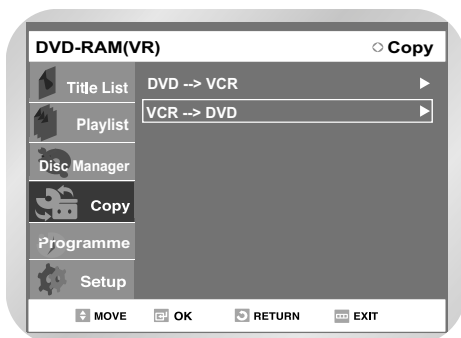 DVD-RAM(VR) Copy
Title List
DVD --> VCR
Playlist
VCR --> DVD
Disc Manager
Copy
Programme
Setup
MOVE OK RETURN EXIT